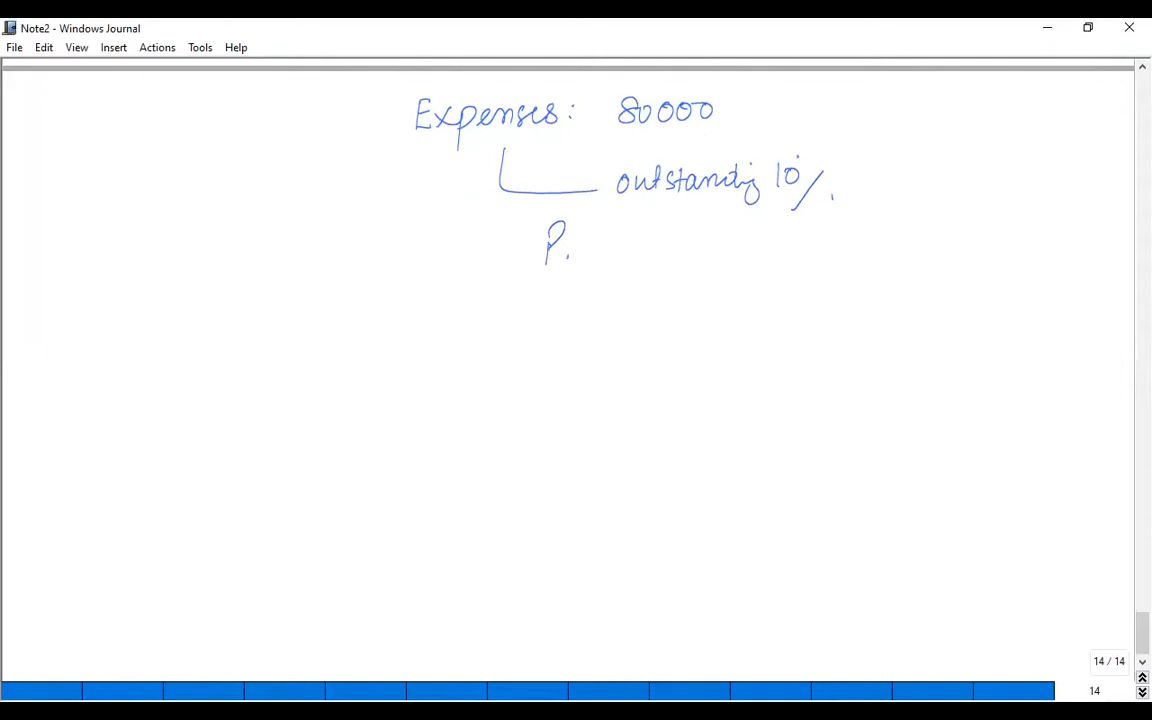 Note2 - Windows Journal
File Edit View Insert Actions Tools Help
Expenses: 80000
outstanding 10%.
P.
14 / 14
14